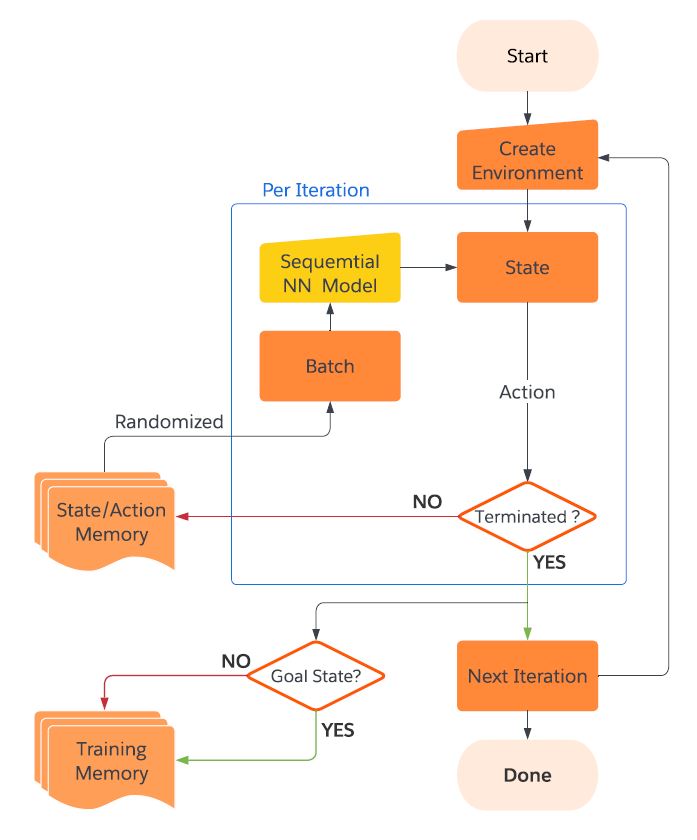 Start
Create
Environment
Per Iteration
Sequemtial
NN Model
State
Batch
Action
Randomized
State/Action
Memory
NO
Terminated ?
YES
NO
Goal State?
Next Iteration
YES
Training
Memory
Done